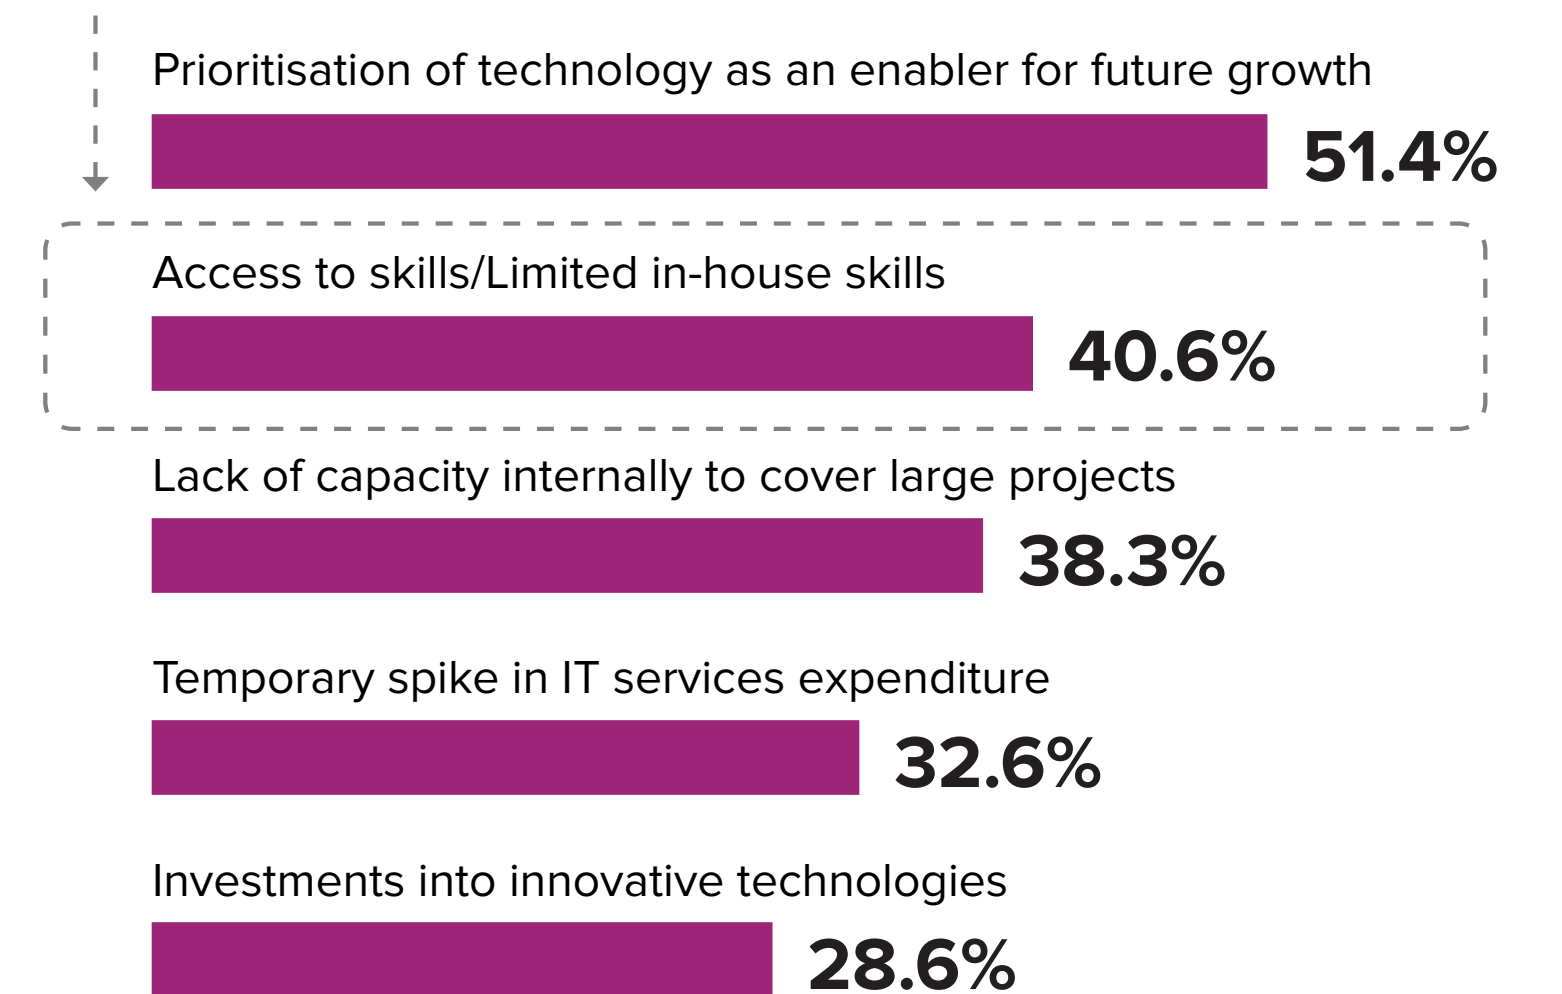 Prioritisation of technology as an enabler for future growth
51.4%
Access to skills/Limited in-house skills
40.6%
Lack of capacity internally to cover large projects
38.3%
Temporary spike in IT services expenditure
32.6%
Investments into innovative technologies
28.6%